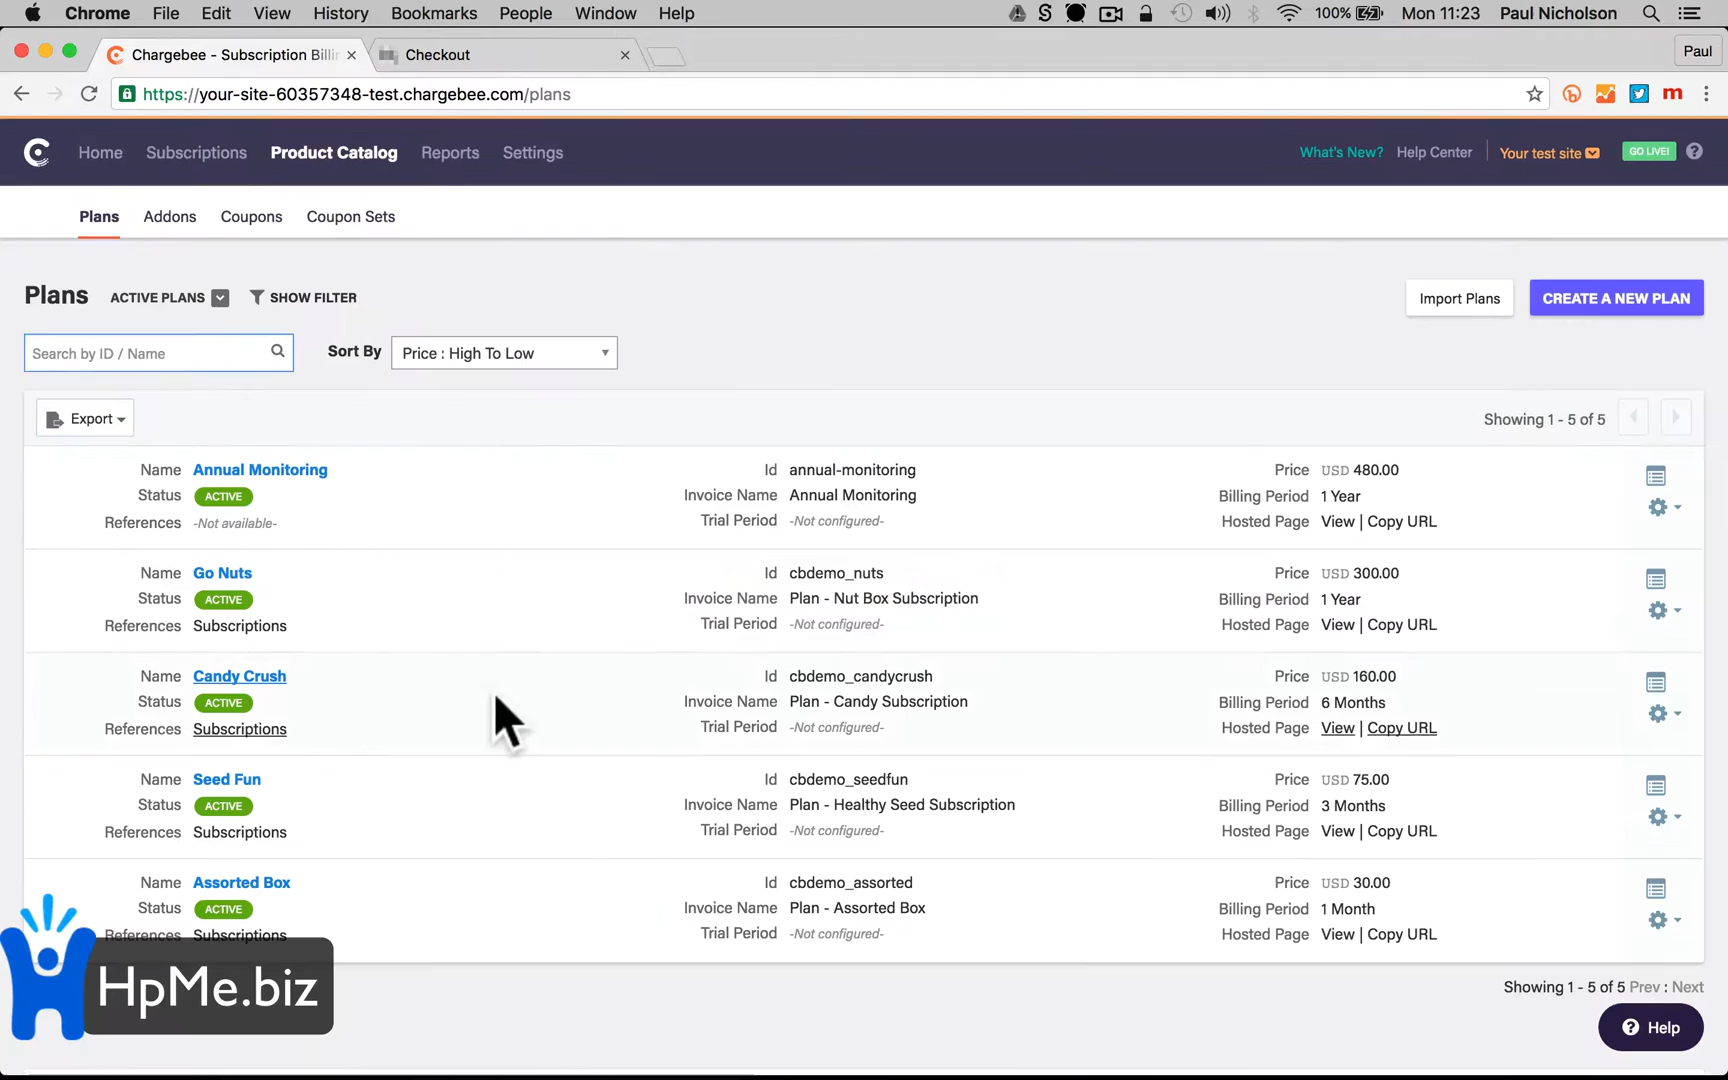 Chrome File Edit View History Bookmarks People Window Help 100% Mon 11:23 Paul Nicholson
Chargebee - Subscription Billin Checkout Paul
https://your-site-60357348-test.chargebee.com/plans
Home Subscriptions Product Catalog Reports Settings What's New? Help Center Your test site GO LIVE!
Plans Addons Coupons Coupon Sets
Plans ACTIVE PLANS SHOW FILTER Import Plans CREATE A NEW PLAN
Search by ID / Name Sort By Price : High To Low
Export Showing 1 - 5 of 5
Name Annual Monitoring Id annual-monitoring Price USD 480.00
Status ACTIVE Invoice Name Annual Monitoring Billing Period 1 Year
References -Not available- Trial Period -Not configured- Hosted Page View | Copy URL
Name Go Nuts Id cbdemo_nuts Price USD 300.00
Status ACTIVE Invoice Name Plan - Nut Box Subscription Billing Period 1 Year
References Subscriptions Trial Period -Not configured- Hosted Page View | Copy URL
Name Candy Crush Id cbdemo_candycrush Price USD 160.00
Status ACTIVE Invoice Name Plan - Candy Subscription Billing Period 6 Months
References Subscriptions Trial Period -Not configured- Hosted Page View | Copy URL
Name Seed Fun Id cbdemo_seedfun Price USD 75.00
Status ACTIVE Invoice Name Plan - Healthy Seed Subscription Billing Period 3 Months
References Subscriptions Trial Period -Not configured- Hosted Page View | Copy URL
Name Assorted Box Id cbdemo_assorted Price USD 30.00
Status ACTIVE Invoice Name Plan - Assorted Box Billing Period 1 Month
References Subscriptions Trial Period -Not configured- Hosted Page View | Copy URL
HpMe.biz
Showing 1 - 5 of 5 Prev : Next
Help